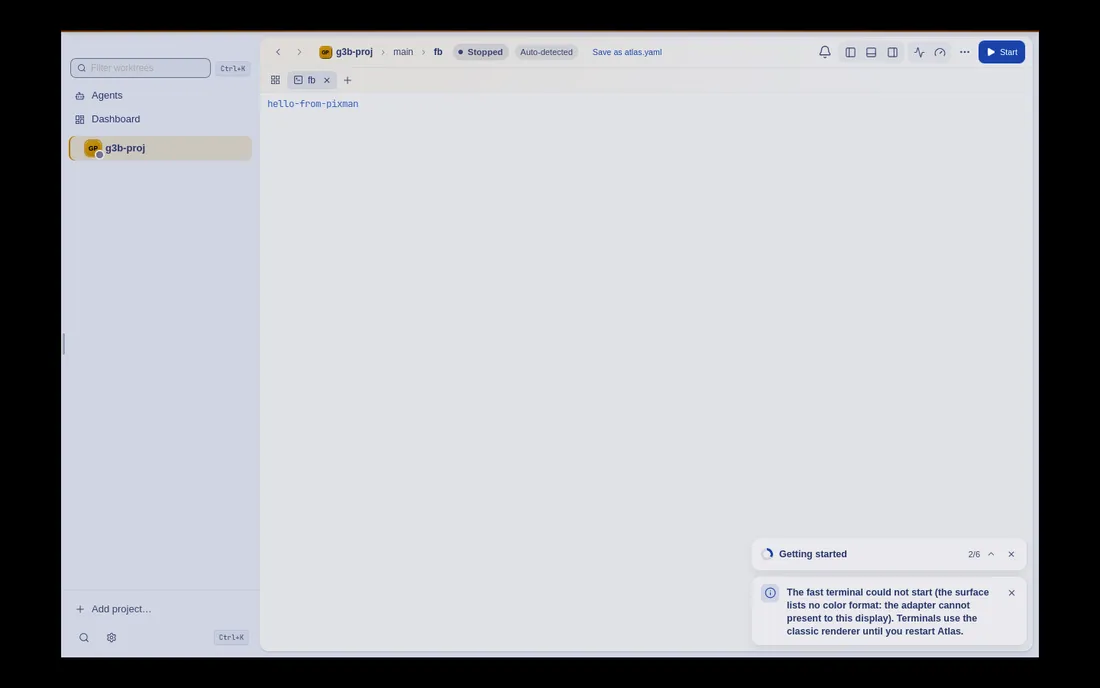 g3b-proj › main › fb Stopped Auto-detected Save as atlas.yaml Start
Filter worktrees Ctrl+K
fb
Agents
hello-from-pixman
Dashboard
GP g3b-proj
Getting started 2/6
The fast terminal could not start (the surface
lists no color format: the adapter cannot
present to this display). Terminals use the
classic renderer until you restart Atlas.
Add project…
Ctrl+K